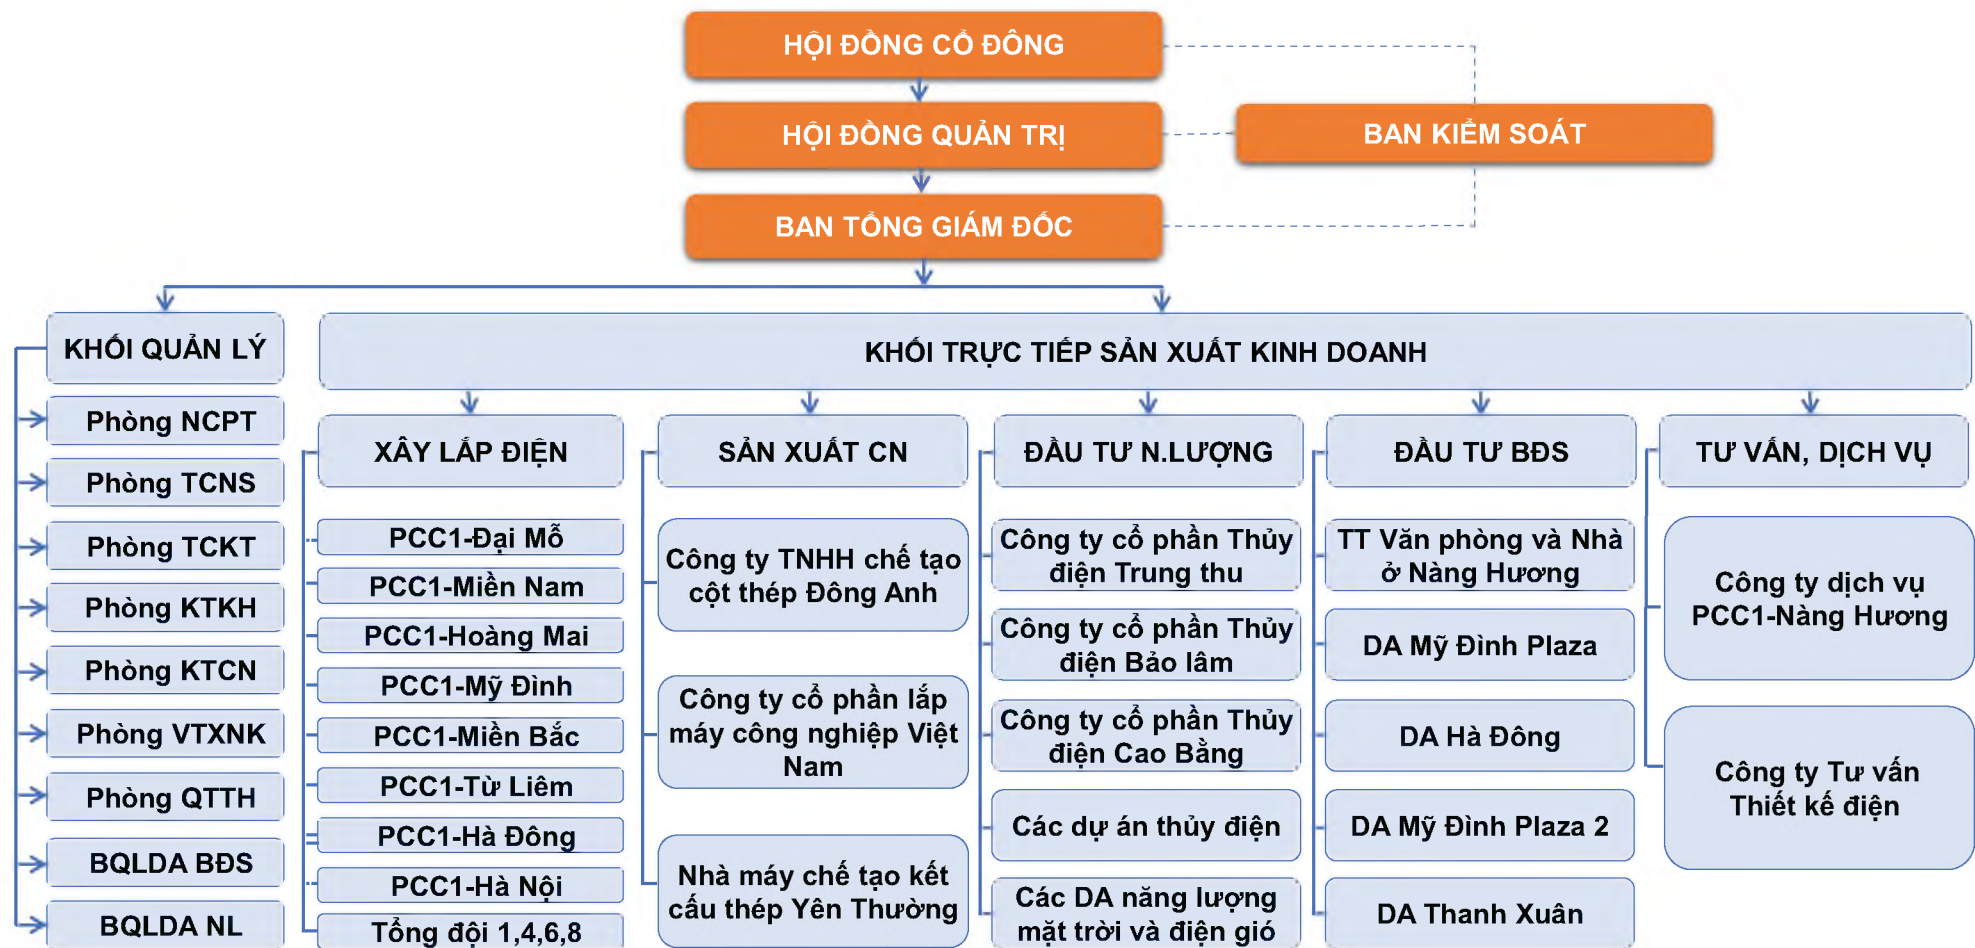 HỘI ĐỒNG CỔ ĐÔNG
HỘI ĐỒNG QUẢN TRỊ
BAN KIỂM SOÁT
BAN TỔNG GIÁM ĐỐC
KHỐI QUẢN LÝ
Phòng NCPT
Phòng TCNS
Phòng TCKT
Phòng KTKH
Phòng KTCN
Phòng VTXNK
Phòng QTTH
BQLDA BĐS
BQLDA NL
KHỐI TRỰC TIẾP SẢN XUẤT KINH DOANH
XÂY LẮP ĐIỆN
PCC1-Đại Mỗ
PCC1-Miền Nam
PCC1-Hoàng Mai
PCC1-Mỹ Đình
PCC1-Miền Bắc
PCC1-Từ Liêm
PCC1-Hà Đông
PCC1-Hà Nội
Tổng đội 1,4,6,8
SẢN XUẤT CN
Công ty TNHH chế tạo
cột thép Đông Anh
Công ty cổ phần lắp
máy công nghiệp Việt
Nam
Nhà máy chế tạo kết
cấu thép Yên Thường
ĐẦU TƯ N.LƯỢNG
Công ty cổ phần Thủy
điện Trung thu
Công ty cổ phần Thủy
điện Bảo lâm
Công ty cổ phần Thủy
điện Cao Bằng
Các dự án thủy điện
Các DA năng lượng
mặt trời và điện gió
ĐẦU TƯ BĐS
TT Văn phòng và Nhà
ở Nàng Hương
DA Mỹ Đình Plaza
DA Hà Đông
DA Mỹ Đình Plaza 2
DA Thanh Xuân
TƯ VẤN, DỊCH VỤ
Công ty dịch vụ
PCC1-Nàng Hương
Công ty Tư vấn
Thiết kế điện